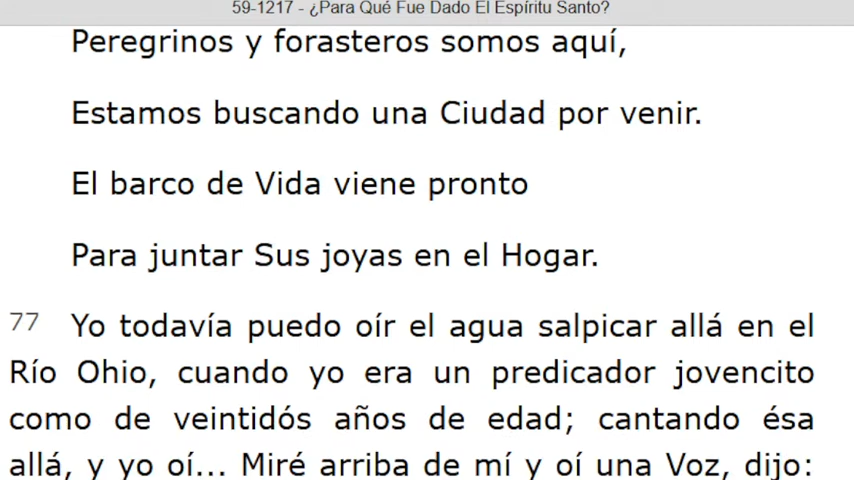 59-1217 - ¿Para Qué Fue Dado El Espíritu Santo?
Peregrinos y forasteros somos aquí,
Estamos buscando una Ciudad por venir.
El barco de Vida viene pronto
Para juntar Sus joyas en el Hogar.
77 Yo todavía puedo oír el agua salpicar allá en el
Río Ohio, cuando yo era un predicador jovencito
como de veintidós años de edad; cantando ésa
allá, y yo oí... Miré arriba de mí y oí una Voz, dijo: